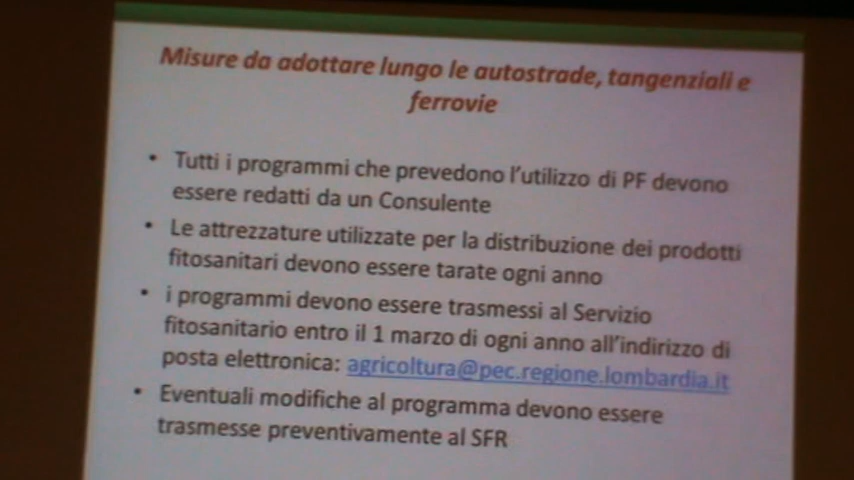 Misure da adottare lungo le autostrade, tangenziali e
ferrovie
• Tutti i programmi che prevedono l'utilizzo di PF devono
essere redatti da un Consulente
• Le attrezzature utilizzate per la distribuzione dei prodotti
fitosanitari devono essere tarate ogni anno
• i programmi devono essere trasmessi al Servizio
fitosanitario entro il 1 marzo di ogni anno all'indirizzo di
posta elettronica: agricoltura@pec.regione.lombardia.it
• Eventuali modifiche al programma devono essere
trasmesse preventivamente al SFR